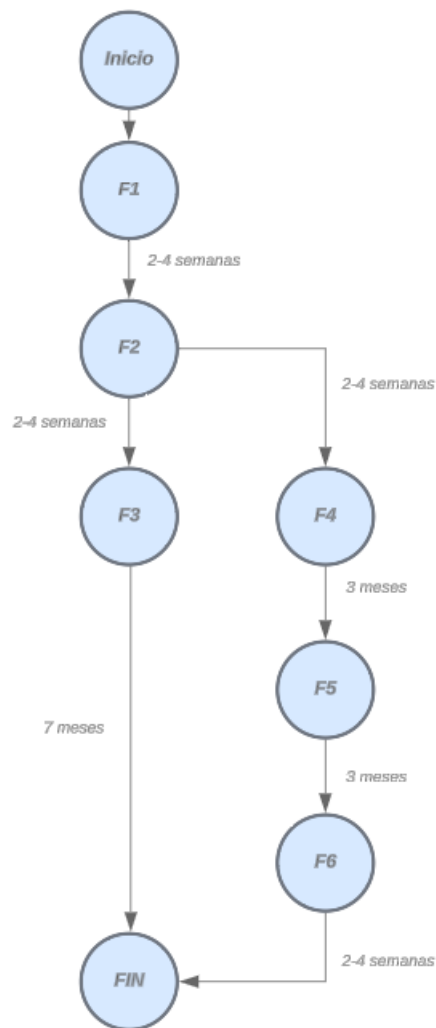 Inicio
F1
2-4 semanas
F2
2-4 semanas
2-4 semanas
F3
F4
3 meses
F5
7 meses
3 meses
F6
2-4 semanas
FIN